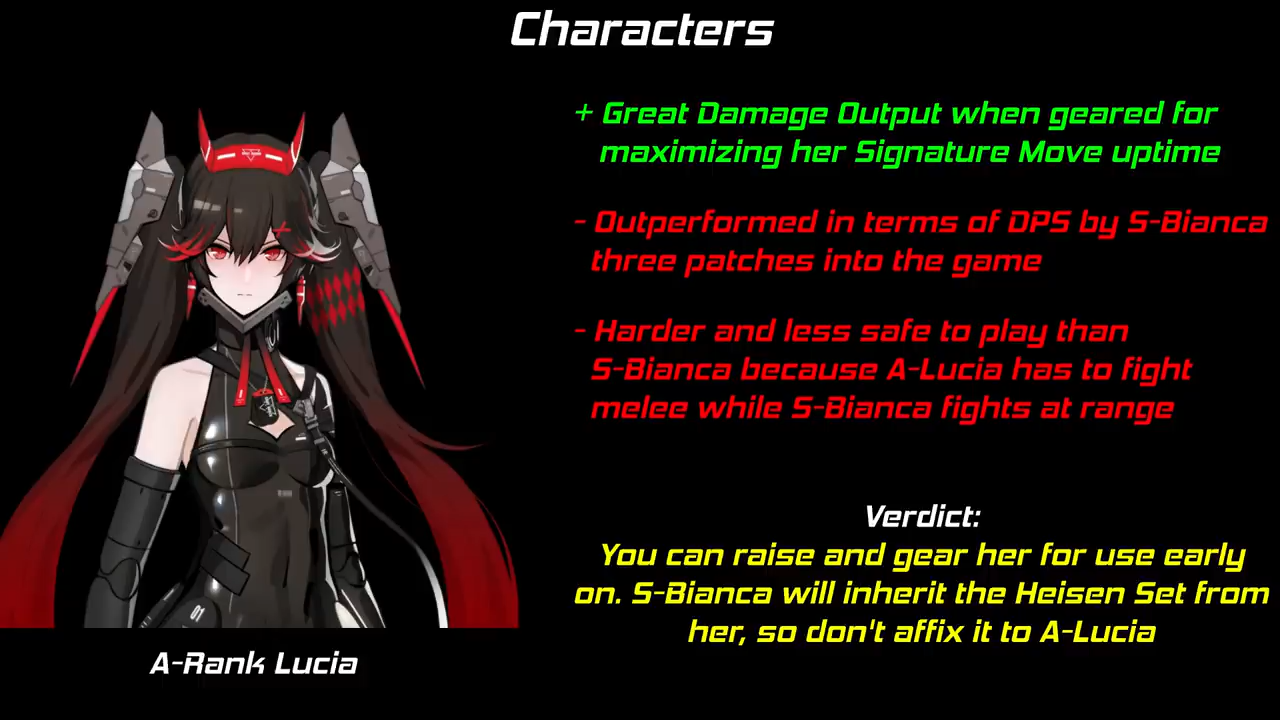 Characters
+ Great Damage Output when geared for
maximizing her Signature Move uptime
- Outperformed in terms of DPS by S-Bianca
three patches into the game
- Harder and less safe to play than
S-Bianca because A-Lucia has to fight
melee while S-Bianca fights at range
Verdict:
You can raise and gear her for use early
on. S-Bianca will inherit the Heisen Set from
her, so don't affix it to A-Lucia
01
A-Rank Lucia